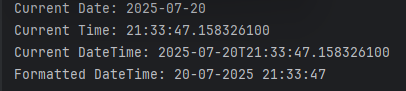 Current Date: 2025-07-20
Current Time: 21:33:47.158326100
Current DateTime: 2025-07-20T21:33:47.158326100
Formatted DateTime: 20-07-2025 21:33:47